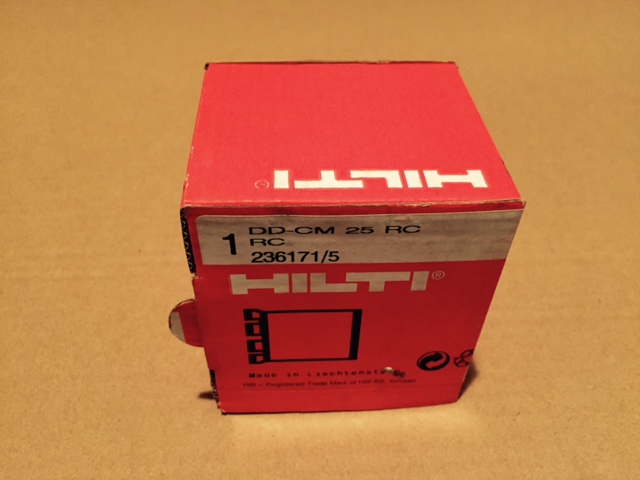 HILTI®
1 DD-CM 25 RC
RC
236171/5
HILTI®
Made in Liechtenstein
Hilti = Registered Trade Mark of Hilti AG, Schaan